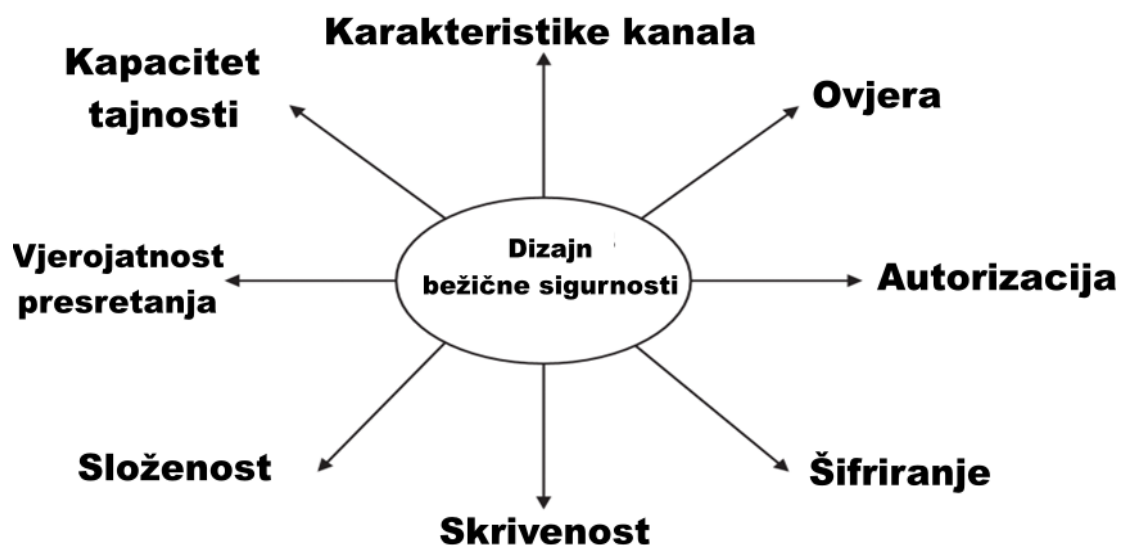 Karakteristike kanala
Kapacitet
tajnosti
Ovjera
Dizajn
bežične sigurnosti
Vjerojatnost
presretanja
Autorizacija
Složenost
Šifriranje
Skrivenost